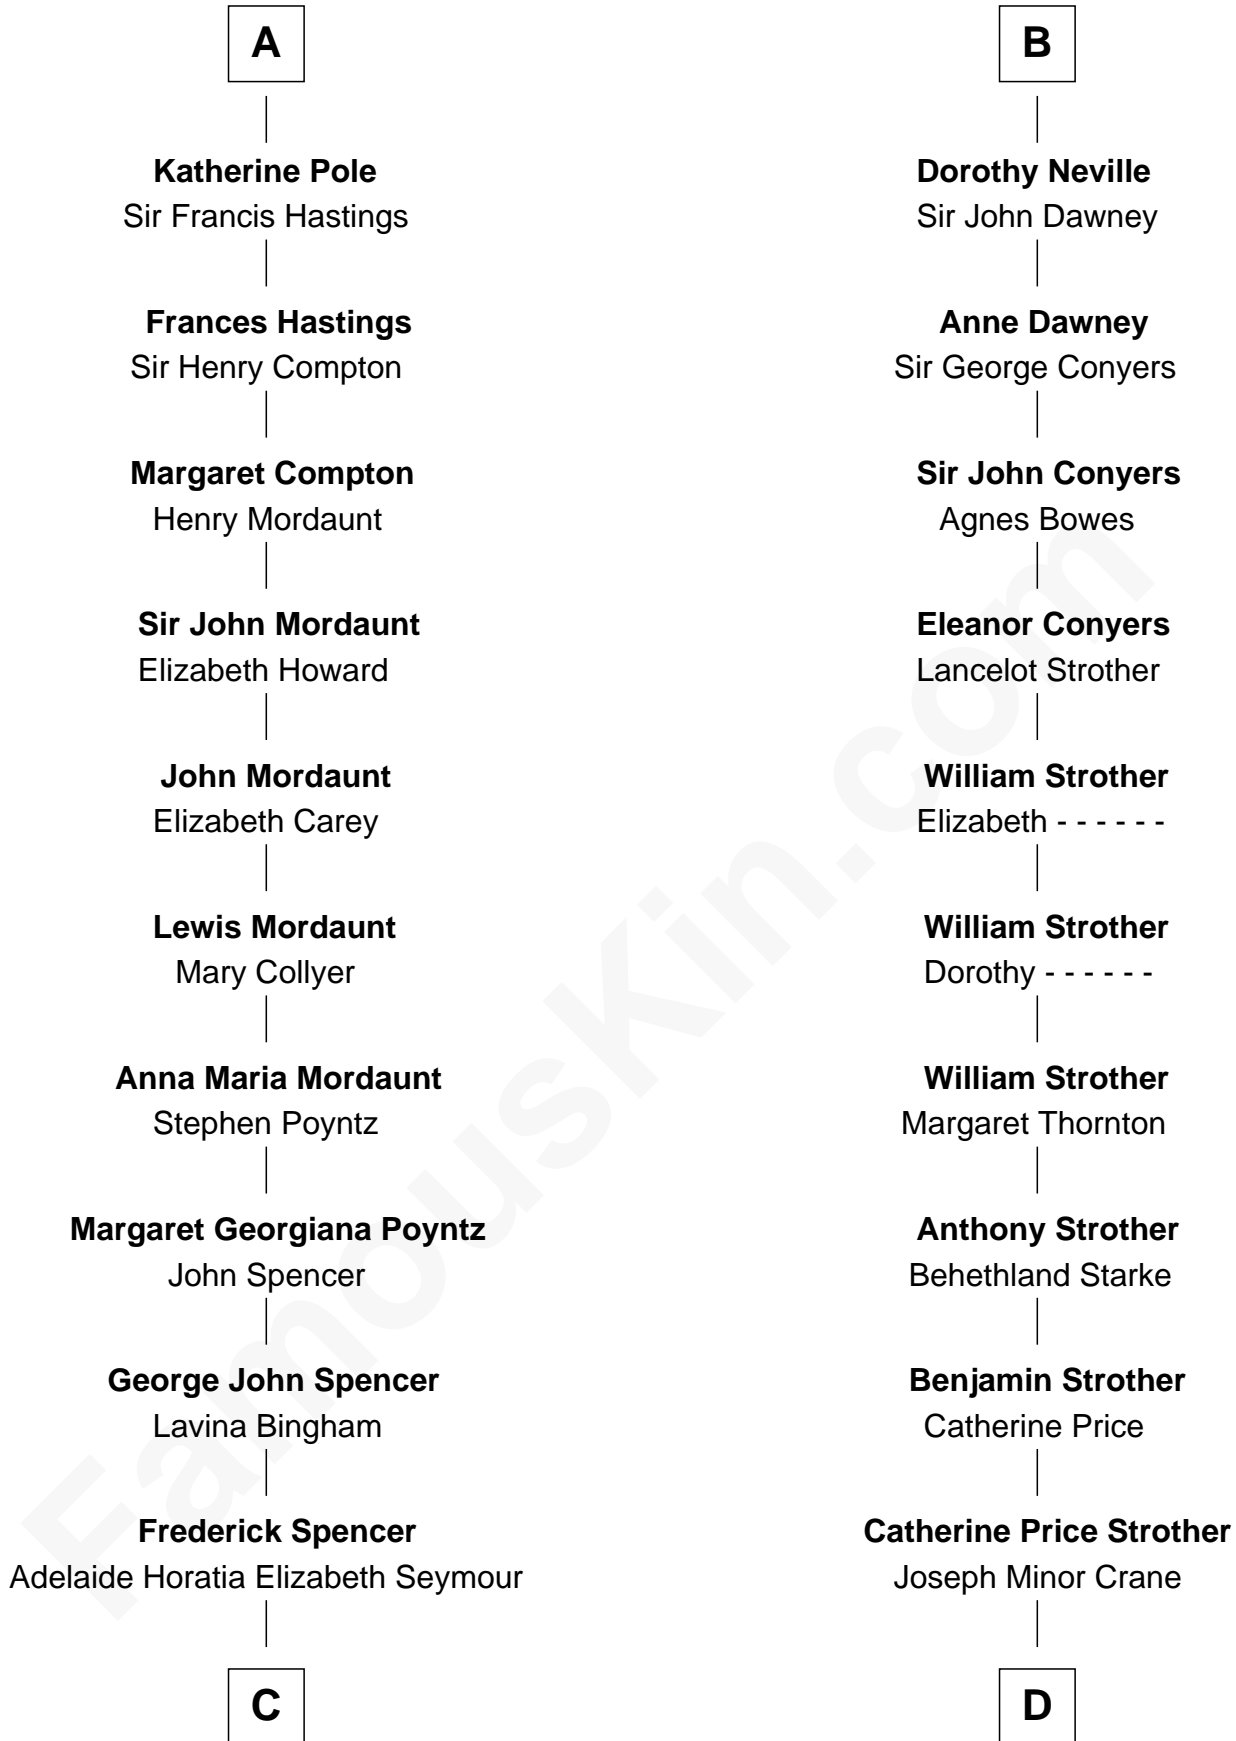 A
Katherine Pole
Sir Francis Hastings
Frances Hastings
Sir Henry Compton
Margaret Compton
Henry Mordaunt
Sir John Mordaunt
Elizabeth Howard
John Mordaunt
Elizabeth Carey
Lewis Mordaunt
Mary Collyer
Anna Maria Mordaunt
Stephen Poyntz
Margaret Georgiana Poyntz
John Spencer
George John Spencer
Lavina Bingham
Frederick Spencer
Adelaide Horatia Elizabeth Seymour
C
B
Dorothy Neville
Sir John Dawney
Anne Dawney
Sir George Conyers
Sir John Conyers
Agnes Bowes
Eleanor Conyers
Lancelot Strother
William Strother
Elizabeth - - - - - -
William Strother
Dorothy - - - - - -
William Strother
Margaret Thornton
Anthony Strother
Behethland Starke
Benjamin Strother
Catherine Price
Catherine Price Strother
Joseph Minor Crane
D
FamousKin.com